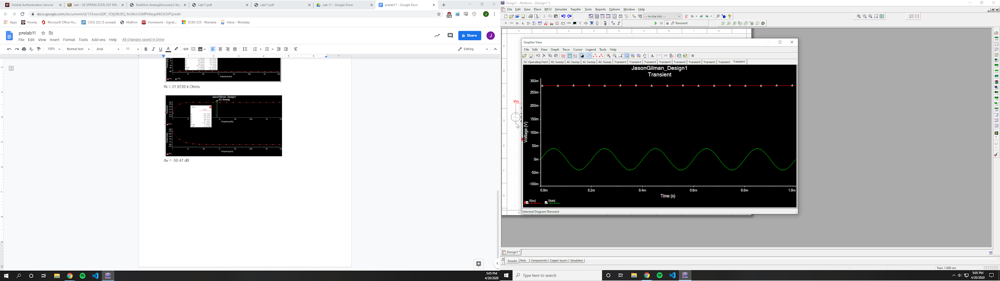 Central Authentication Service
Lab – 20 SPRING ECEN 325 506:
MultiSim-AnalogDiscovery2-Key
Lab11.pdf
Lab11.pdf
Lab 11 - Google Drive
prelab11 - Google Docs
docs.google.com/document/d/133vwoQ0P_1Dtj5BLBQ_flo9kUcSiMPh8egzKKO63iPQ/edit
Apps
Howdy
Microsoft Office Ho...
CSCE 222 (5 unread)
MyBlinn
Homework - Signal...
ECEN 325 - Mandela
Inbox - Workday
prelab11
File Edit View Insert Format Tools Add-ons Help All changes saved in Drive
Share
J
100% Normal text Arial 11 Editing
Frequency (Hz)
Ri = 31.9728 k Ohms
JasonGilman_Design1
AC Sweep
Frequency (Hz)
Frequency (Hz)
Av = -50.47 dB
5:05 PM
4/20/2020
Design1 - Multisim - [Design1 *]
File Edit View Place MCU Simulate Transfer Tools Reports Options Window Help
--- In-Use List ---
Transient
Vin
Grapher View
File Edit View Graph Trace Cursor Legend Tools Help
DC Operating Point AC Sweep AC Sweep AC Sweep AC Sweep Transient Transient Transient Transient Transient Transient Transient Transient Transient
JasonGilman_Design1
Transient
300m
250m
200m
150m
100m
50m
0m
-50m
-100m
Voltage (V)
0.0m 0.2m 0.4m 0.6m 0.8m 1.0m
Time (s)
V(vo) V(vin)
Selected Diagram:Transient
Design1 *
Results Nets Components Copper layers Simulation
Tran: 1.000 ms
Type here to search
5:05 PM
4/20/2020